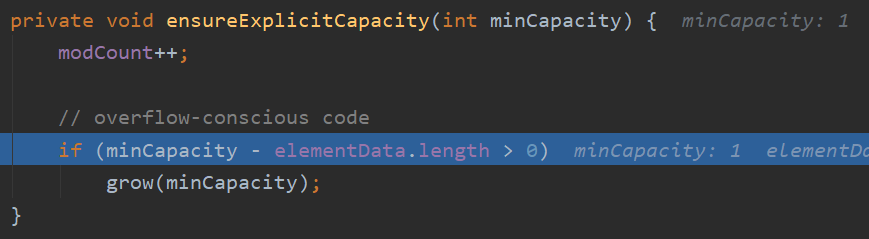 private void ensureExplicitCapacity(int minCapacity) { minCapacity: 1
modCount++;
// overflow-conscious code
if (minCapacity - elementData.length > 0) minCapacity: 1 elementDa
grow(minCapacity);
}